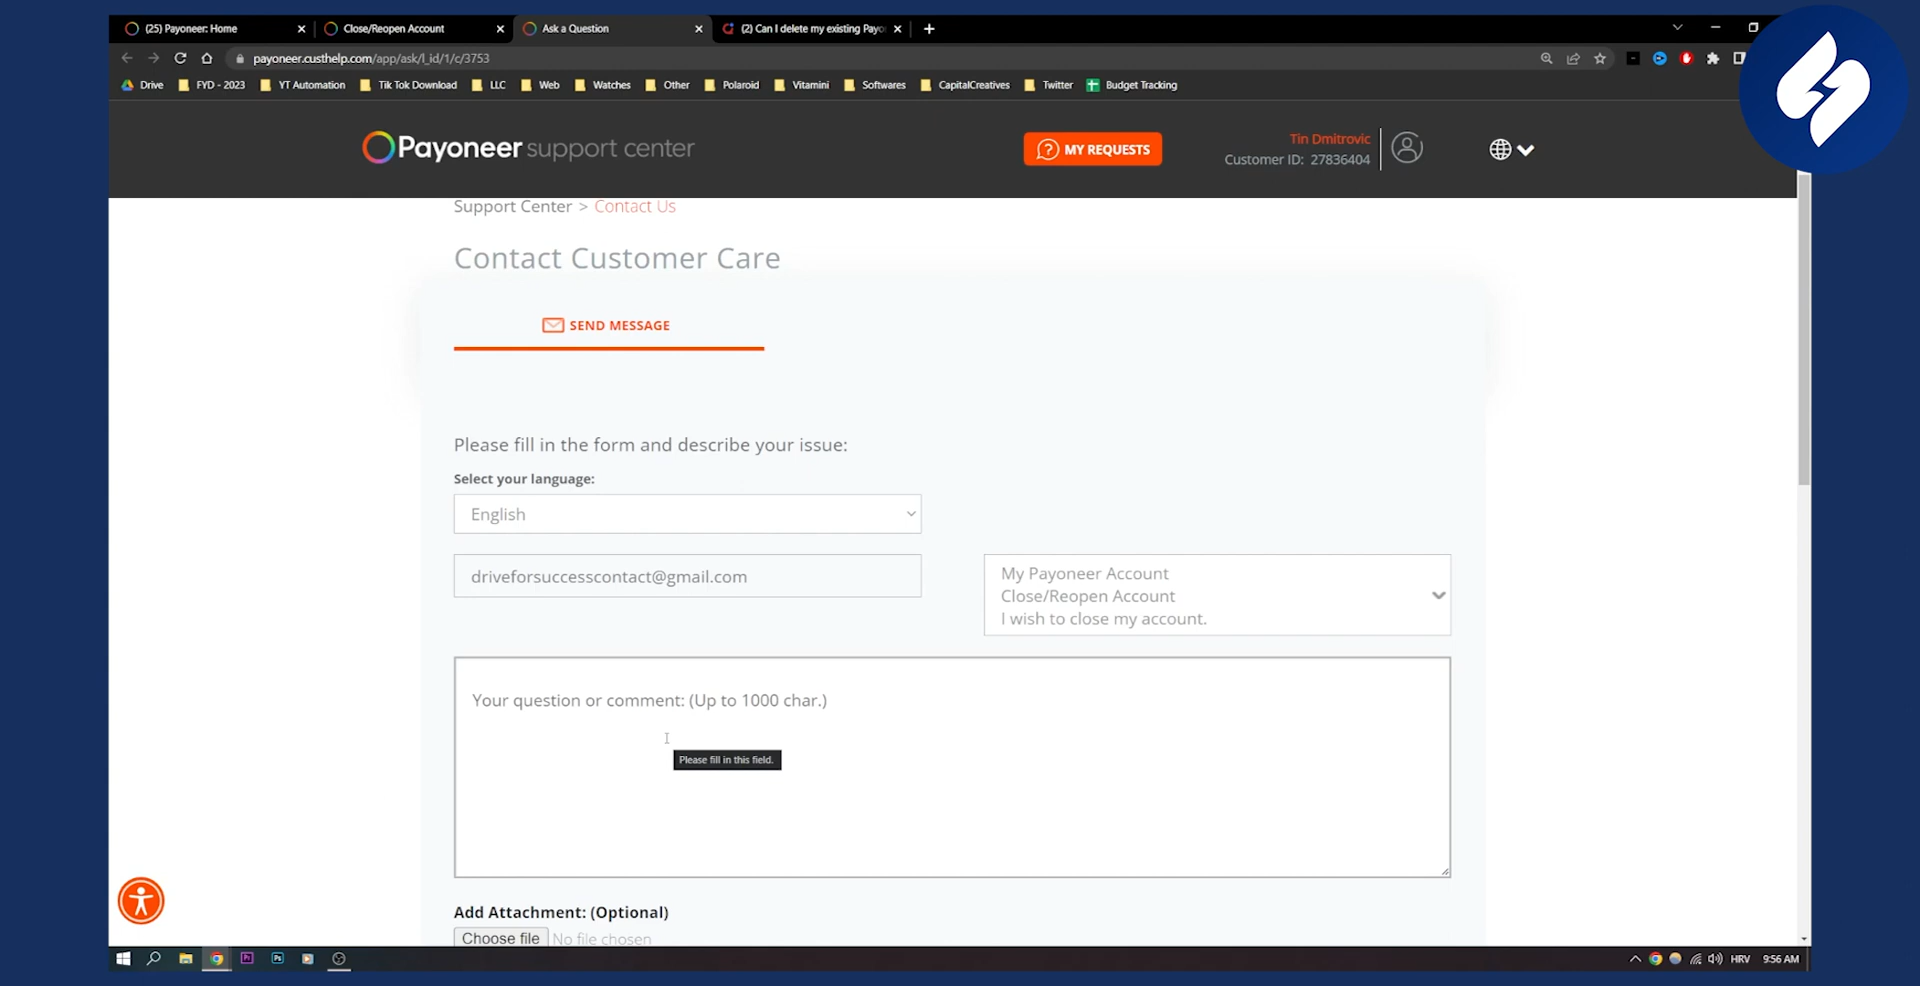 (25) Payoneer: Home
Close/Reopen Account
Ask a Question
(2) Can I delete my existing Payo
payoneer.custhelp.com/app/ask/l_id/1/c/3753
Drive
FYD - 2023
YT Automation
Tik Tok Download
LLC
Web
Watches
Other
Polaroid
Vitamini
Softwares
CapitalCreatives
Twitter
Budget Tracking
Payoneer support center
MY REQUESTS
Tin Dmitrovic
Customer ID: 27836404
Support Center > Contact Us
Contact Customer Care
SEND MESSAGE
Please fill in the form and describe your issue:
Select your language:
English
driveforsuccesscontact@gmail.com
My Payoneer Account
Close/Reopen Account
I wish to close my account.
Your question or comment: (Up to 1000 char.)
Please fill in this field.
Add Attachment: (Optional)
Choose file No file chosen
Pr
Ps
HRV
9:56 AM